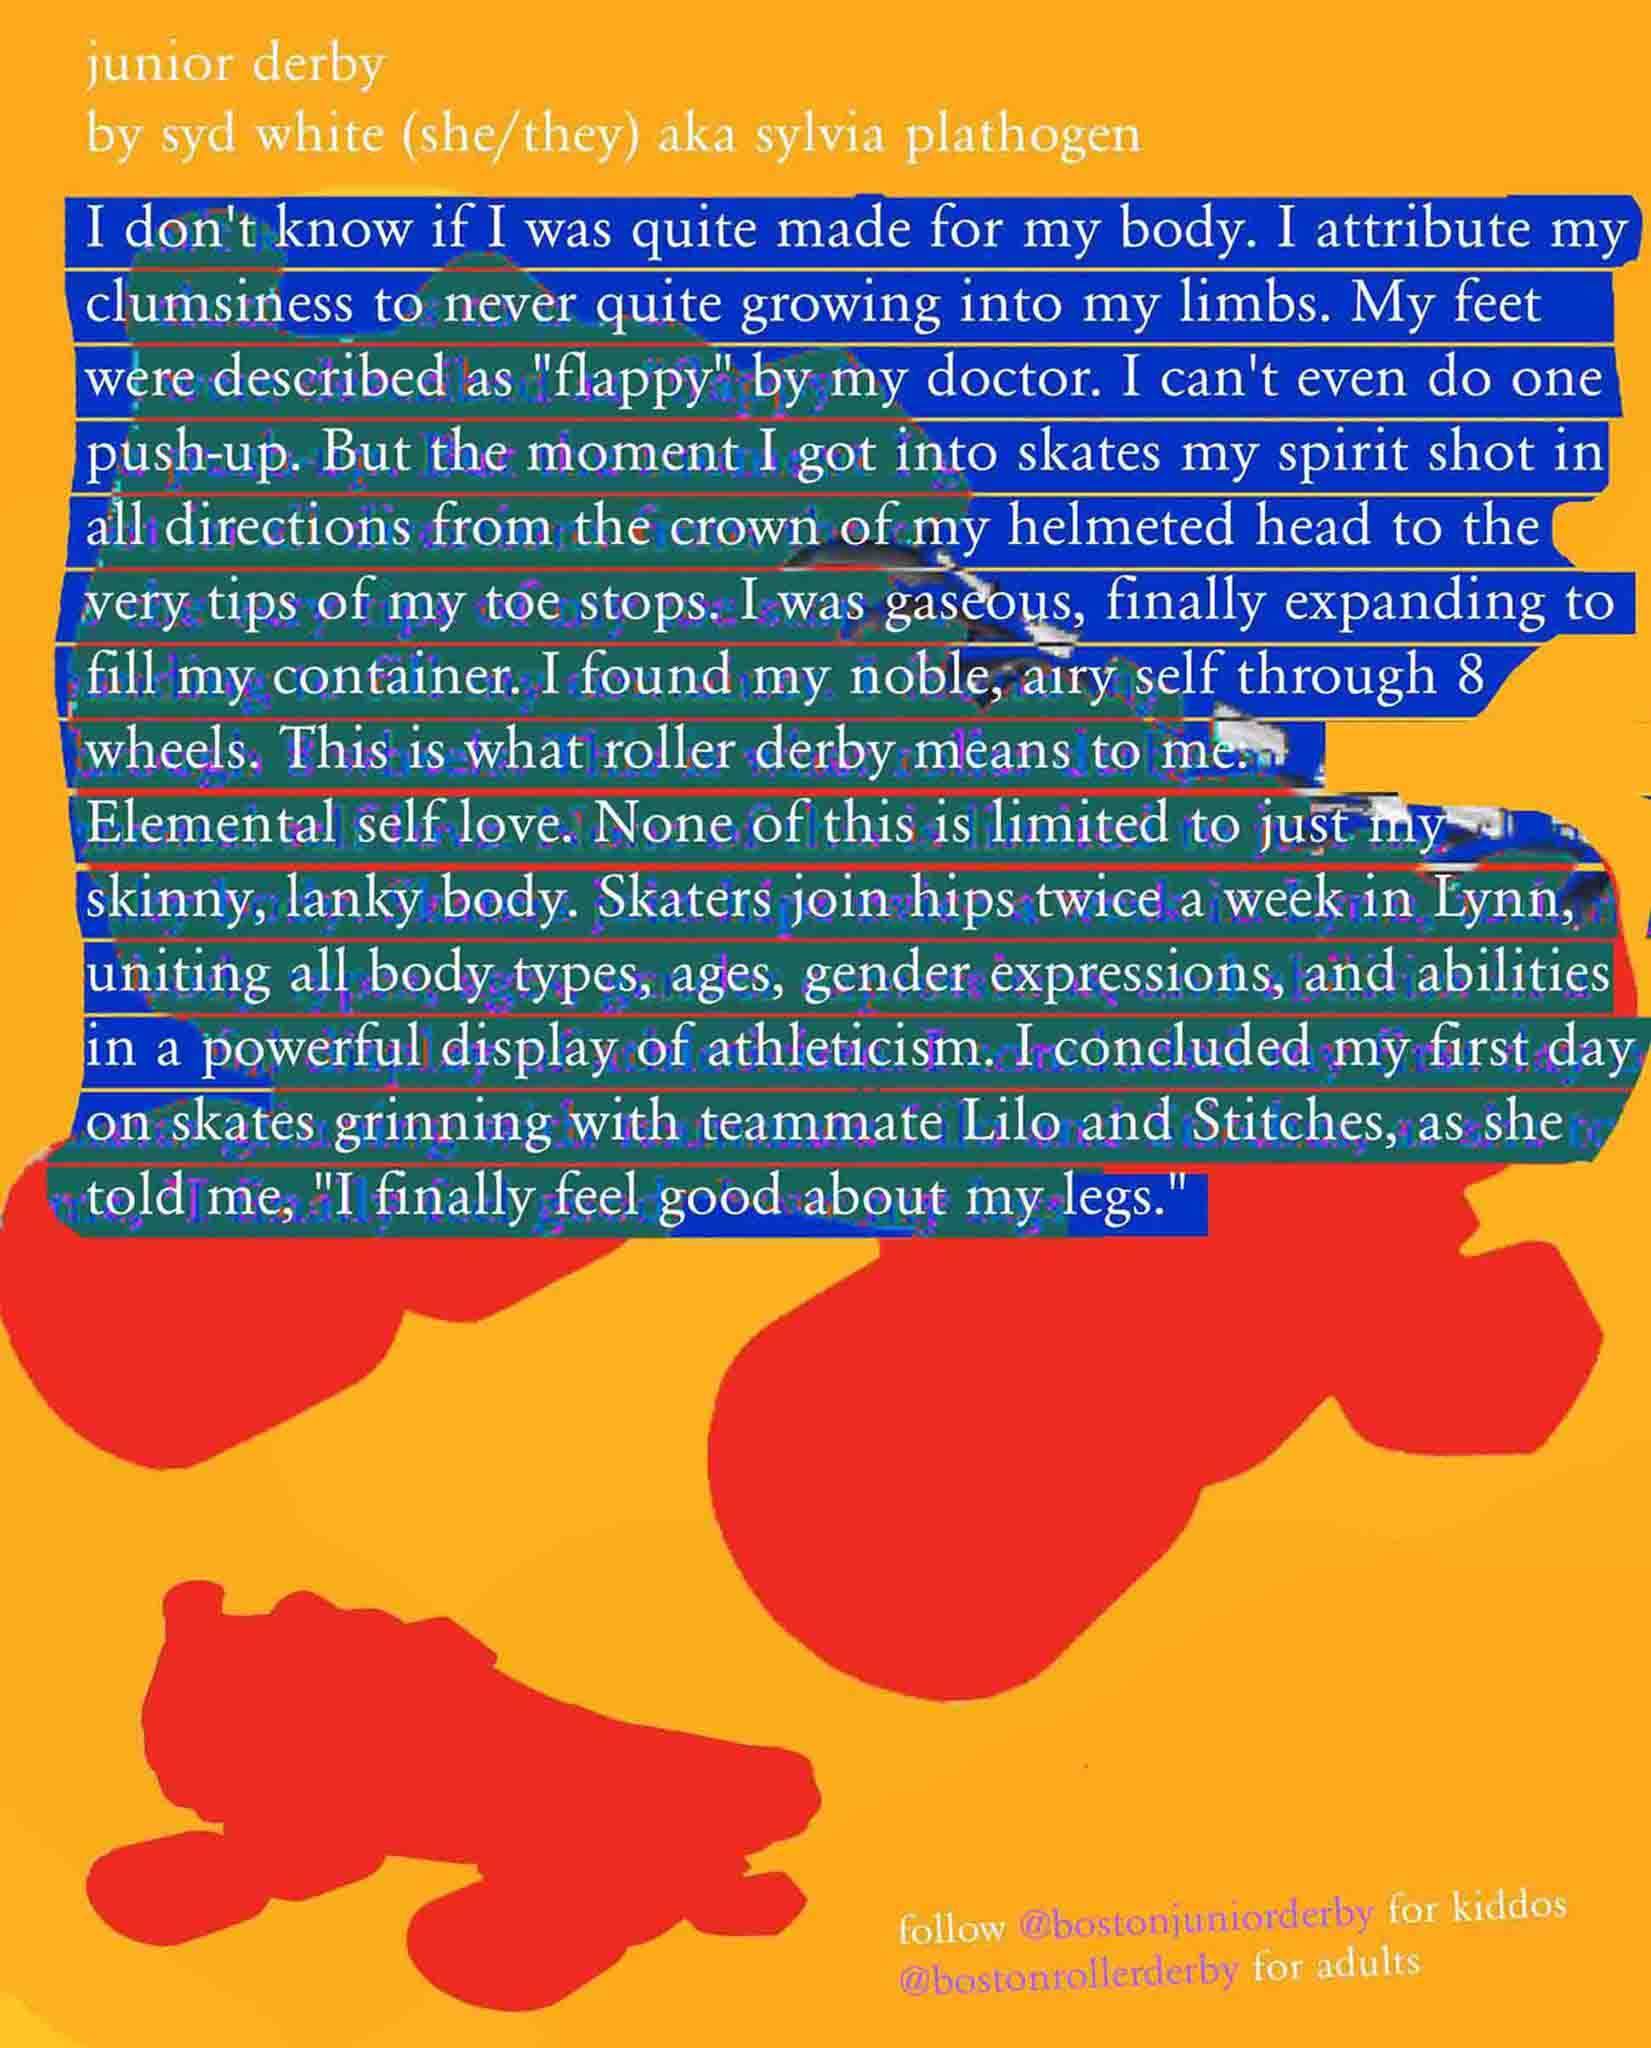 junior derby
by syd white (she/they) aka sylvia plathogen
I don't know if I was quite made for my body. I attribute my
clumsiness to never quite growing into my limbs. My feet
were described as "flappy" by my doctor. I can't even do one
push-up. But the moment I got into skates my spirit shot in
all directions from the crown of my helmeted head to the
very tips of my toe stops. I was gaseous, finally expanding to
fill my container. I found my noble, airy self through 8
wheels. This is what roller derby means to me.
Elemental self love. None of this is limited to just my
skinny, lanky body. Skaters join hips twice a week in Lynn,
uniting all body types, ages, gender expressions, and abilities
in a powerful display of athleticism. I concluded my first day
on skates grinning with teammate Lilo and Stitches, as she
told me, "I finally feel good about my legs."
follow @bostonjuniorderby for kiddos
@bostonrollerderby for adults